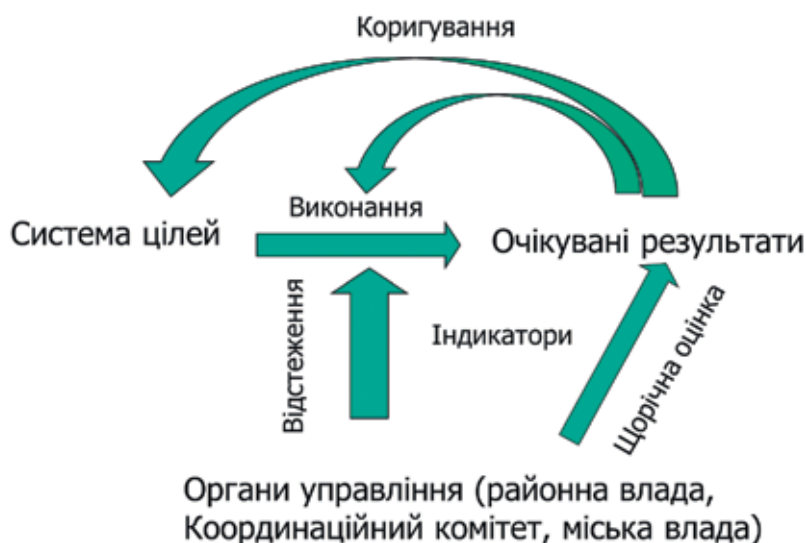 Коригування
Виконання
Система цілей
Очікувані результати
Відстеження
Індикатори
Щорічна оцінка
Органи управління (районна влада,
Координаційний комітет, міська влада)